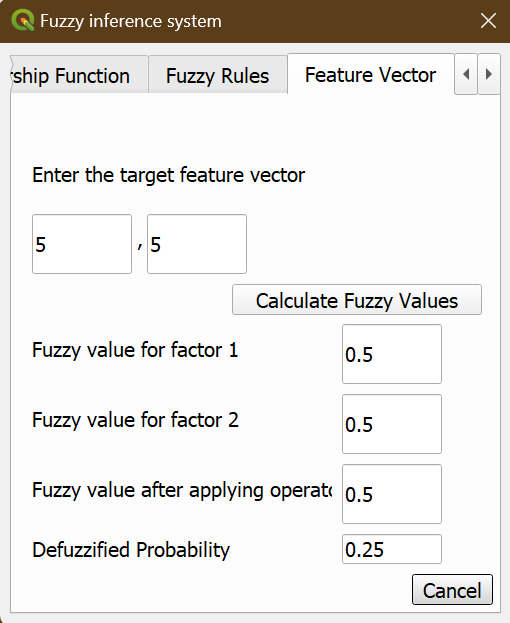 Fuzzy inference system
rship Function Fuzzy Rules Feature Vector
Enter the target feature vector
5 , 5
Calculate Fuzzy Values
Fuzzy value for factor 1 0.5
Fuzzy value for factor 2 0.5
Fuzzy value after applying operato 0.5
Defuzzified Probability 0.25
Cancel